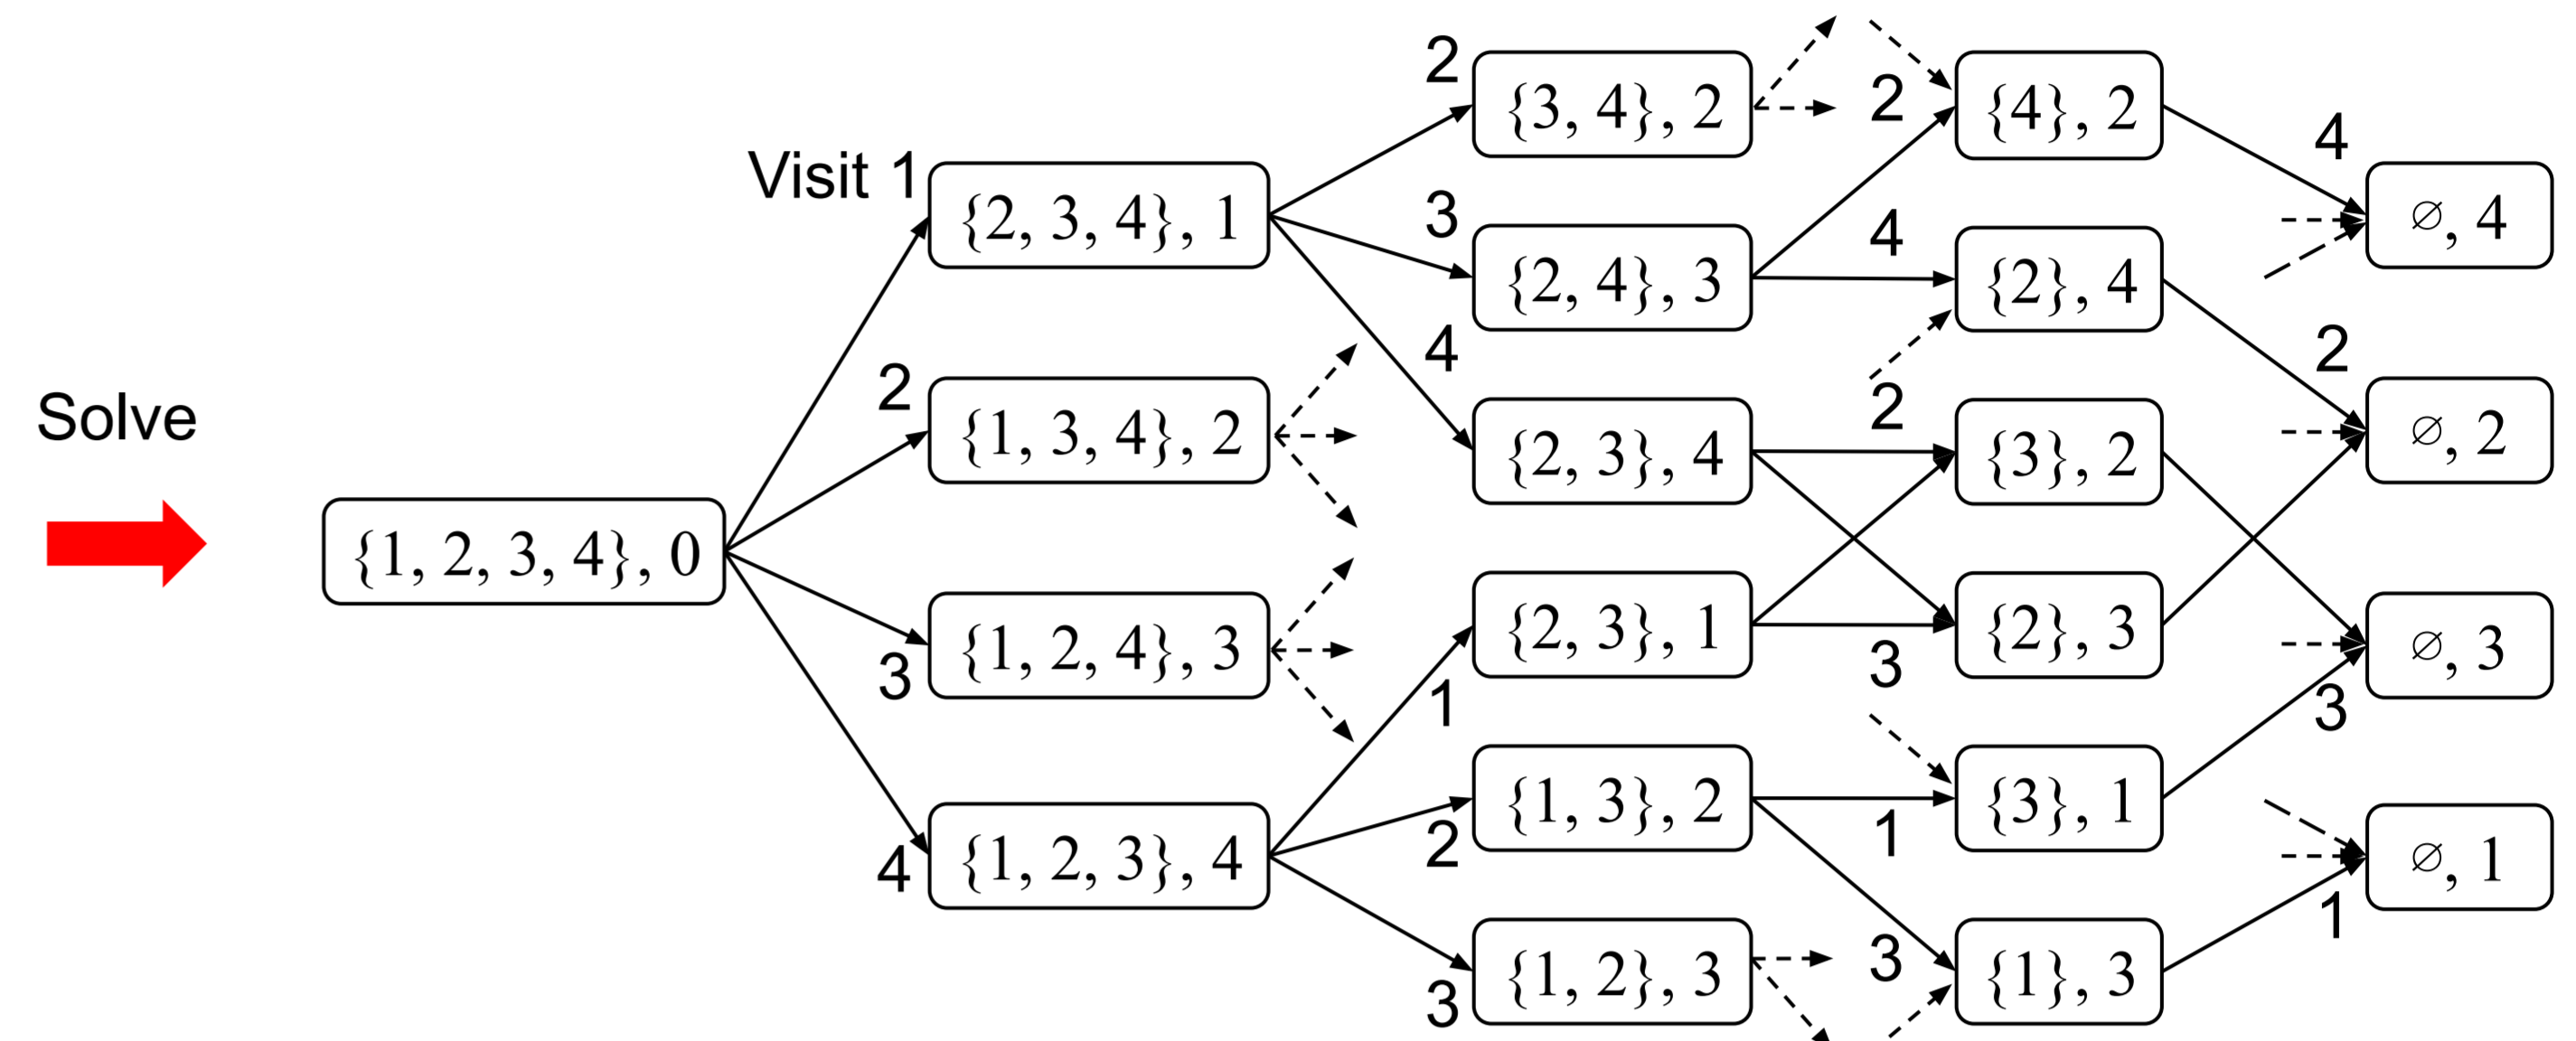 Solve
{1, 2, 3, 4}, 0
Visit 1
2
3
4
{2, 3, 4}, 1
{1, 3, 4}, 2
{1, 2, 4}, 3
{1, 2, 3}, 4
2
3
4
1
2
3
{3, 4}, 2
{2, 4}, 3
{2, 3}, 4
{2, 3}, 1
{1, 3}, 2
{1, 2}, 3
2
4
2
3
1
3
{4}, 2
{2}, 4
{3}, 2
{2}, 3
{3}, 1
{1}, 3
4
2
3
1
∅, 4
∅, 2
∅, 3
∅, 1